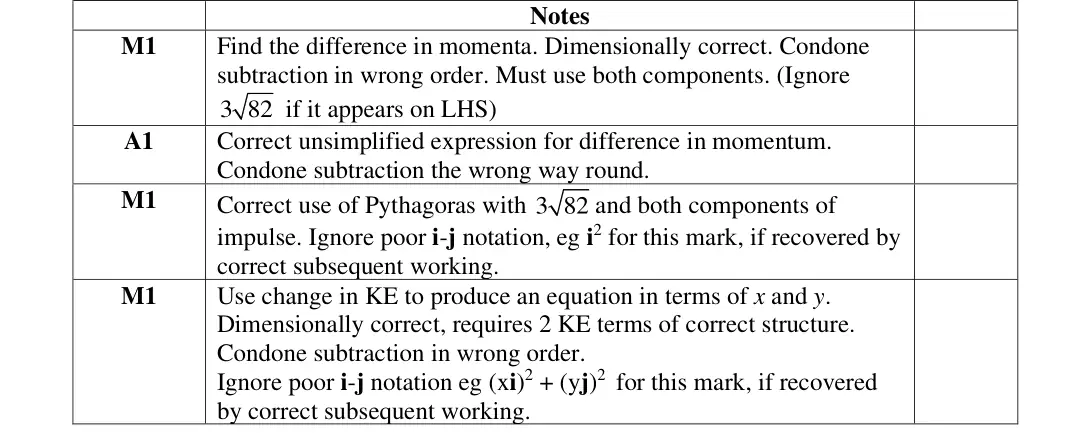 Notes
M1 Find the difference in momenta. Dimensionally correct. Condone
subtraction in wrong order. Must use both components. (Ignore
3√82 if it appears on LHS)
A1 Correct unsimplified expression for difference in momentum.
Condone subtraction the wrong way round.
M1 Correct use of Pythagoras with 3√82 and both components of
impulse. Ignore poor i-j notation, eg i² for this mark, if recovered by
correct subsequent working.
M1 Use change in KE to produce an equation in terms of x and y.
Dimensionally correct, requires 2 KE terms of correct structure.
Condone subtraction in wrong order.
Ignore poor i-j notation eg (xi)² + (yj)² for this mark, if recovered
by correct subsequent working.